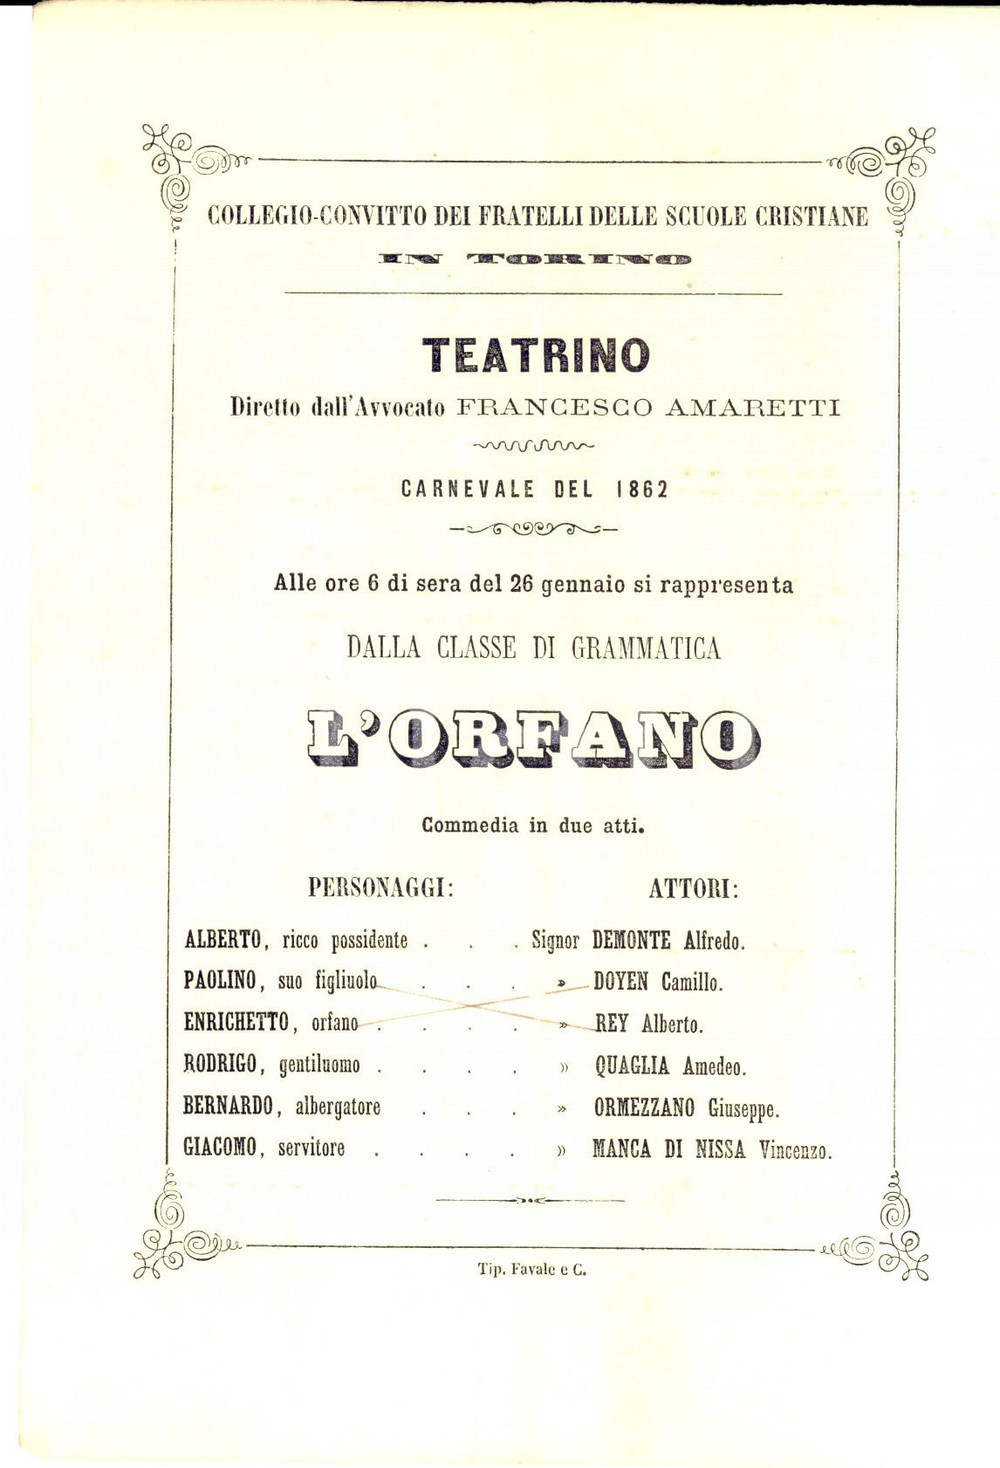 COLLEGIO-CONVITTO DEI FRATELLI DELLE SCUOLE CRISTIANE
IN TORINO
TEATRINO
Diretto dall'Avvocato FRANCESCO AMARETTI
CARNEVALE DEL 1862
Alle ore 6 di sera del 26 gennaio si rappresenta
DALLA CLASSE DI GRAMMATICA
L'ORFANO
Commedia in due atti.
PERSONAGGI: ATTORI:
ALBERTO, ricco possidente . . . Signor DEMONTE Alfredo.
PAOLINO, suo figliuolo . . . » DOYEN Camillo.
ENRICHETTO, orfano . . . . » REY Alberto.
RODRIGO, gentiluomo . . . . » QUAGLIA Amedeo.
BERNARDO, albergatore . . . » ORMEZZANO Giuseppe.
GIACOMO, servitore . . . . » MANCA DI NISSA Vincenzo.
Tip. Favale e C.